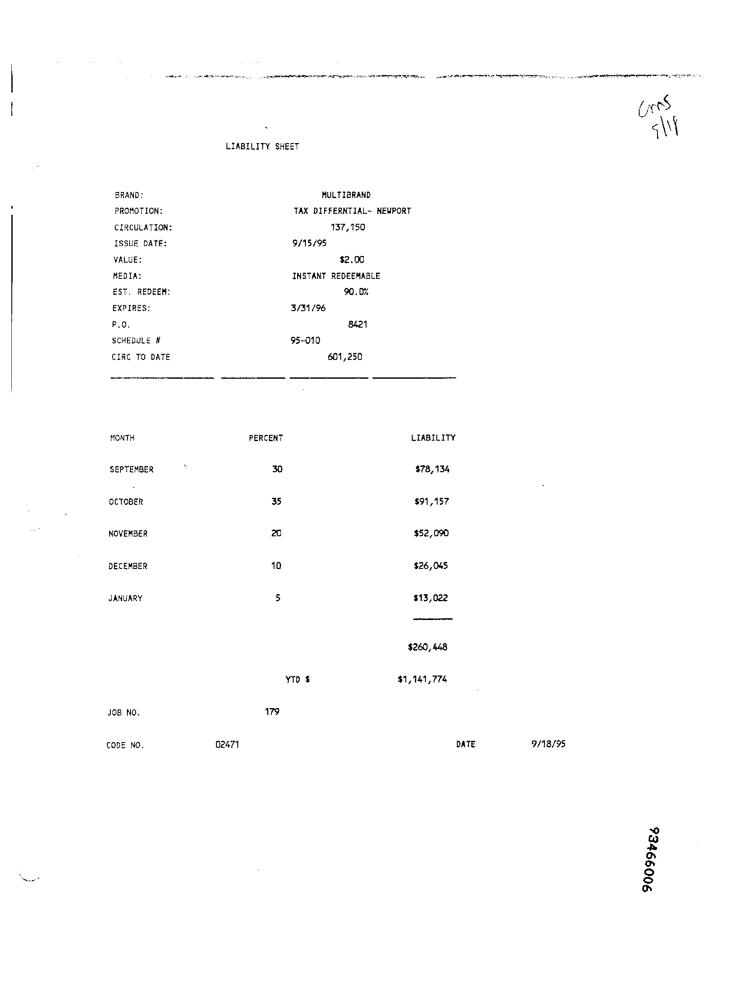 LIABILITY SHEET
BRAND: MULTIBRAND
PROMOTION: TAX DIFFERNTIAL- NEWPORT
CIRCULATION: 137,150
ISSUE DATE: 9/15/95
VALUE: $2.00
MEDIA: INSTANT REDEEMABLE
EST. REDEEM: 90.0%
EXPIRES: 3/31/96
P.O. 8421
SCHEDULE # 95-010
CIRC TO DATE 601,250
MONTH PERCENT LIABILITY
SEPTEMBER 30 $78,134
OCTOBER 35 $91,157
NOVEMBER 20 $52,090
DECEMBER 10 $26,045
JANUARY 5 $13,022
$260,448
YTD $ $1,141,774
JOB NO. 179
CODE NO. 02471 DATE 9/18/95
93466006